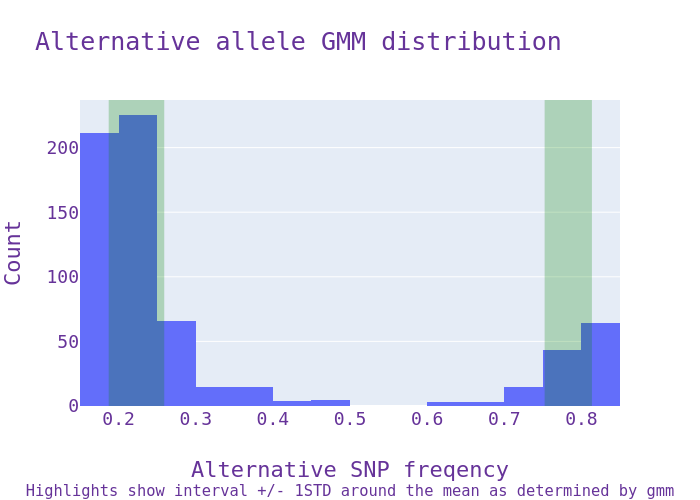 Alternative allele GMM distribution
Count
200
150
100
50
0
0.2 0.3 0.4 0.5 0.6 0.7 0.8
Alternative SNP freqency
Highlights show interval +/- 1STD around the mean as determined by gmm